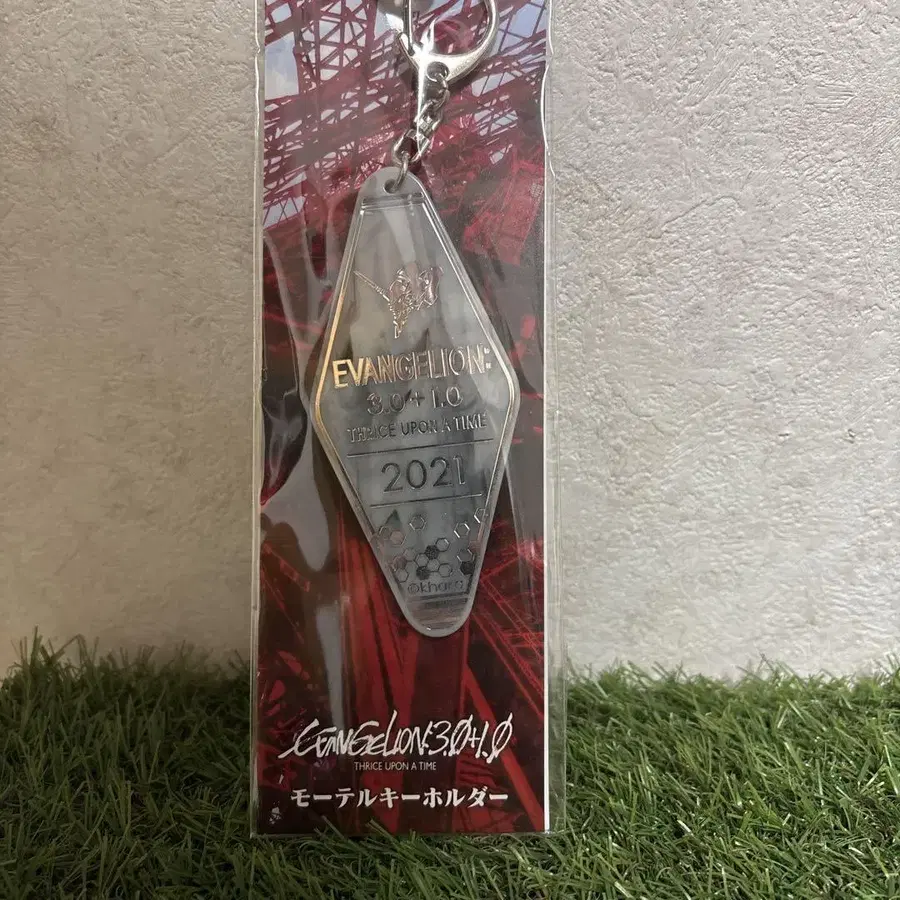 EVANGELION:
3.0+1.0
THRICE UPON A TIME
2021
©khara
EVANGELION:3.0+1.0
THRICE UPON A TIME
モーテルキーホルダー